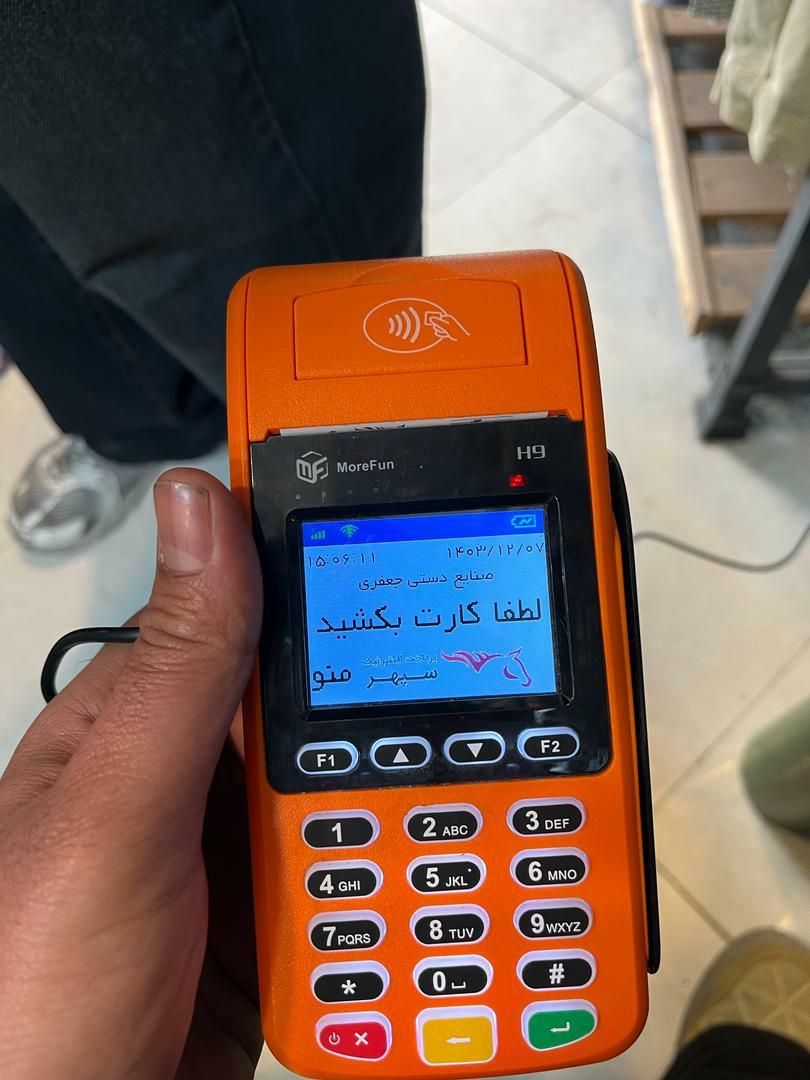 MoreFun H9
۱۵:۰۶:۱۱ ۱۴۰۳/۱۲/۰۷
صنایع دستی جعفری
لطفا کارت بکشید
پرداخت الکترونیک
سپهر
منو
F1 ▲ ▼ F2
1 2 ABC 3 DEF
4 GHI 5 JKL 6 MNO
7 PQRS 8 TUV 9 WXYZ
* 0 #